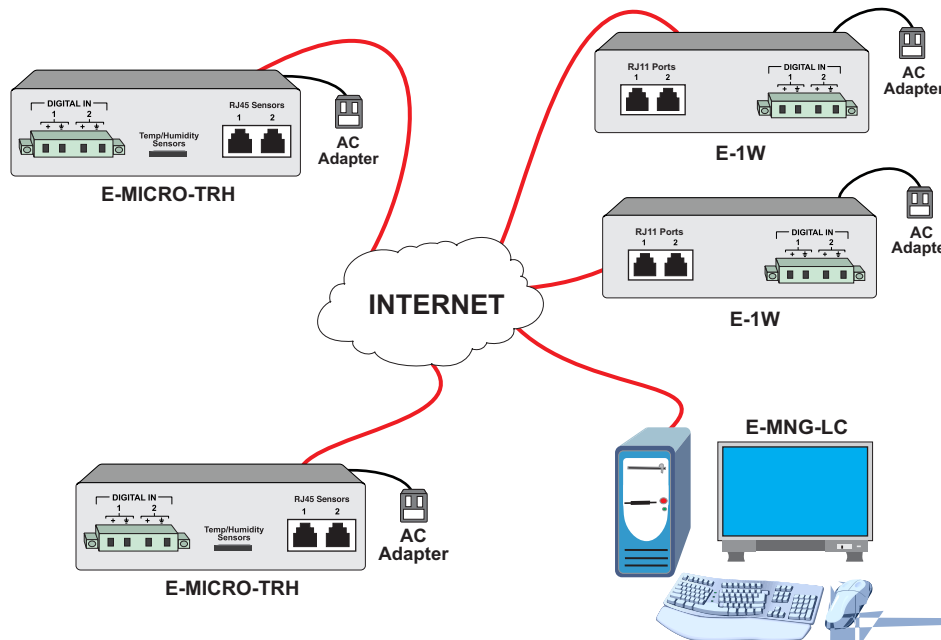 DIGITAL IN
1 2
+ ⏚ + ⏚
Temp/Humidity
Sensors
RJ45 Sensors
1 2
AC
Adapter
E-MICRO-TRH
RJ11 Ports
1 2
DIGITAL IN
1 2
+ ⏚ + ⏚
AC
Adapter
E-1W
RJ11 Ports
1 2
DIGITAL IN
1 2
+ ⏚ + ⏚
AC
Adapter
E-1W
INTERNET
DIGITAL IN
1 2
+ ⏚ + ⏚
Temp/Humidity
Sensors
RJ45 Sensors
1 2
AC
Adapter
E-MICRO-TRH
E-MNG-LC